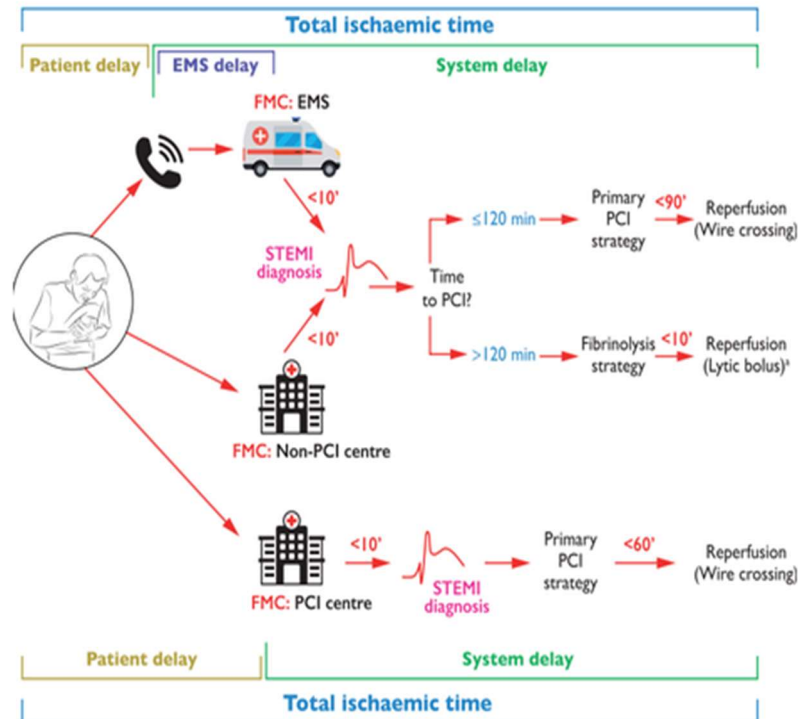 Total ischaemic time
Patient delay
EMS delay
System delay
FMC: EMS
<10'
STEMI
diagnosis
<10'
Time
to PCI?
≤120 min
Primary
PCI
strategy
<90'
Reperfusion
(Wire crossing)
>120 min
Fibrinolysis
strategy
<10'
Reperfusion
(Lytic bolus)ª
FMC: Non-PCI centre
FMC: PCI centre
<10'
STEMI
diagnosis
Primary
PCI
strategy
<60'
Reperfusion
(Wire crossing)
Patient delay
System delay
Total ischaemic time